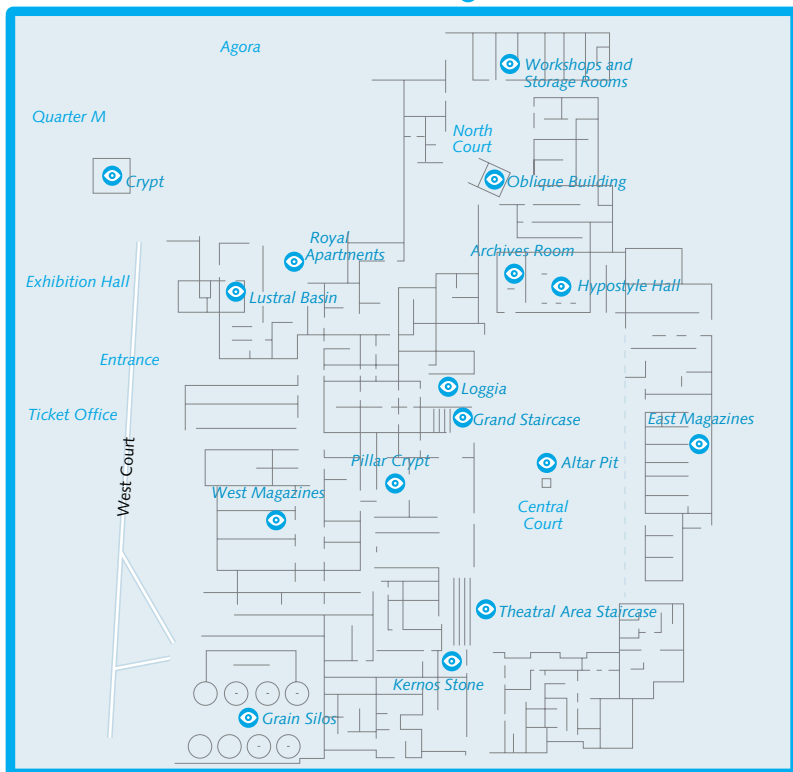 Agora
Workshops and
Storage Rooms
Quarter M
North
Court
Crypt
Oblique Building
Royal
Apartments
Archives Room
Exhibition Hall
Lustral Basin
Hypostyle Hall
Entrance
Loggia
Ticket Office
Grand Staircase
East Magazines
West Court
Pillar Crypt
Altar Pit
West Magazines
Central
Court
Theatral Area Staircase
Kernos Stone
Grain Silos